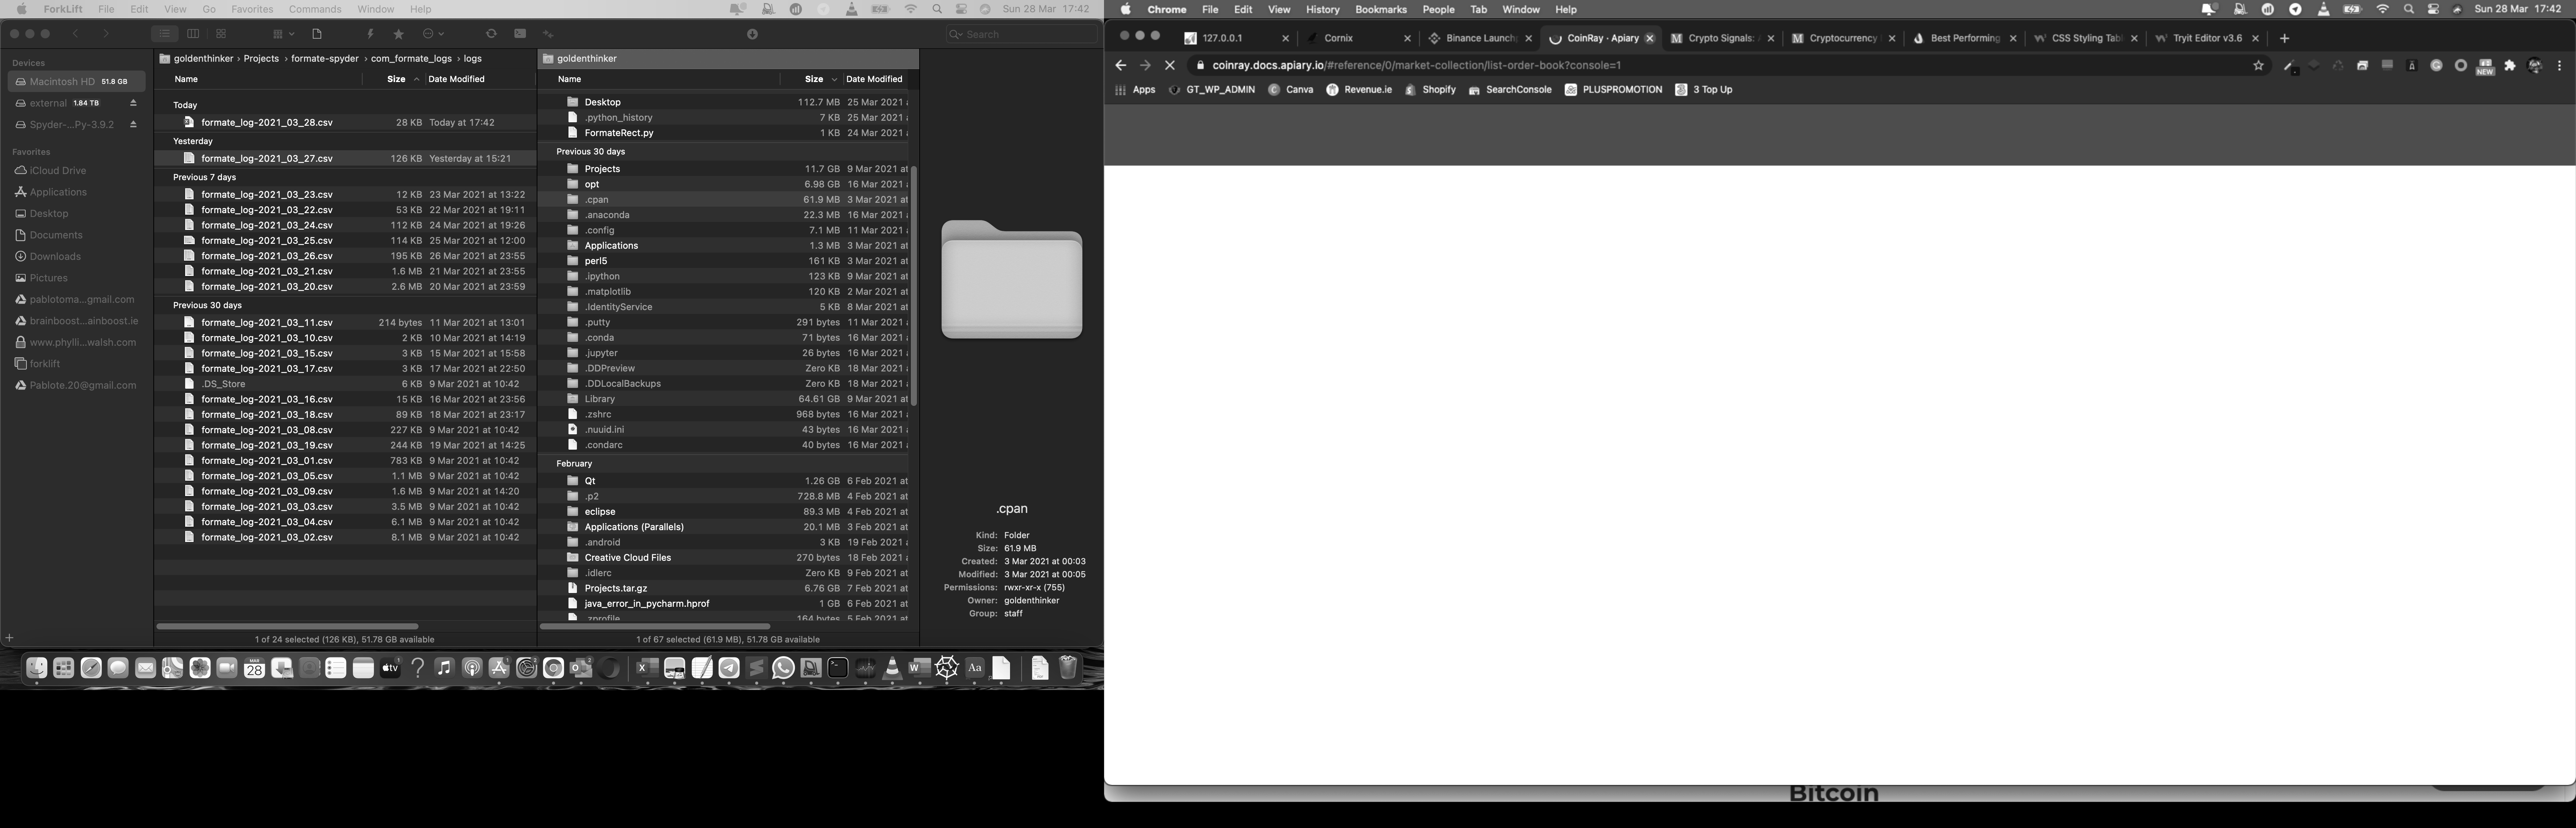 ForkLift File Edit View Go Favorites Commands Window Help Sun 28 Mar 17:42
Search
Devices
Macintosh HD 51.8 GB
external 1.84 TB
Spyder-...Py-3.9.2
Favorites
iCloud Drive
Applications
Desktop
Documents
Downloads
Pictures
pablotoma...gmail.com
brainboost...ainboost.ie
www.phylli...walsh.com
forklift
Pablote.20@gmail.com
goldenthinker › Projects › formate-spyder › com_formate_logs › logs
Name Size Date Modified
Today
formate_log-2021_03_28.csv 28 KB Today at 17:42
Yesterday
formate_log-2021_03_27.csv 126 KB Yesterday at 15:21
Previous 7 days
formate_log-2021_03_23.csv 12 KB 23 Mar 2021 at 13:22
formate_log-2021_03_22.csv 53 KB 22 Mar 2021 at 19:11
formate_log-2021_03_24.csv 112 KB 24 Mar 2021 at 19:26
formate_log-2021_03_25.csv 114 KB 25 Mar 2021 at 12:00
formate_log-2021_03_26.csv 195 KB 26 Mar 2021 at 23:55
formate_log-2021_03_21.csv 1.6 MB 21 Mar 2021 at 23:55
formate_log-2021_03_20.csv 2.6 MB 20 Mar 2021 at 23:59
Previous 30 days
formate_log-2021_03_11.csv 214 bytes 11 Mar 2021 at 13:01
formate_log-2021_03_10.csv 2 KB 10 Mar 2021 at 14:19
formate_log-2021_03_15.csv 3 KB 15 Mar 2021 at 15:58
formate_log-2021_03_17.csv 3 KB 17 Mar 2021 at 22:50
.DS_Store 6 KB 9 Mar 2021 at 10:42
formate_log-2021_03_16.csv 15 KB 16 Mar 2021 at 23:56
formate_log-2021_03_18.csv 89 KB 18 Mar 2021 at 23:17
formate_log-2021_03_08.csv 227 KB 9 Mar 2021 at 10:42
formate_log-2021_03_19.csv 244 KB 19 Mar 2021 at 14:25
formate_log-2021_03_01.csv 783 KB 9 Mar 2021 at 10:42
formate_log-2021_03_05.csv 1.1 MB 9 Mar 2021 at 10:42
formate_log-2021_03_09.csv 1.6 MB 9 Mar 2021 at 14:20
formate_log-2021_03_03.csv 3.5 MB 9 Mar 2021 at 10:42
formate_log-2021_03_04.csv 6.1 MB 9 Mar 2021 at 10:42
formate_log-2021_03_02.csv 8.1 MB 9 Mar 2021 at 10:42
1 of 24 selected (126 KB), 51.78 GB available
goldenthinker
Name Size Date Modified
Desktop 112.7 MB 25 Mar 2021
.python_history 7 KB 25 Mar 2021
FormateRect.py 1 KB 24 Mar 2021
Previous 30 days
Projects 11.7 GB 9 Mar 2021 at
opt 6.98 GB 16 Mar 2021
.cpan 61.9 MB 3 Mar 2021 at
.anaconda 22.3 MB 16 Mar 2021
.config 7.1 MB 11 Mar 2021
Applications 1.3 MB 3 Mar 2021 at
perl5 161 KB 3 Mar 2021 at
.ipython 123 KB 9 Mar 2021 at
.matplotlib 120 KB 2 Mar 2021 at
.IdentityService 5 KB 8 Mar 2021 at
.putty 291 bytes 11 Mar 2021
.conda 71 bytes 16 Mar 2021
.jupyter 26 bytes 16 Mar 2021
.DDPreview Zero KB 18 Mar 2021
.DDLocalBackups Zero KB 18 Mar 2021
Library 64.61 GB 9 Mar 2021 at
.zshrc 968 bytes 16 Mar 2021
.nuuid.ini 43 bytes 16 Mar 2021
.condarc 40 bytes 16 Mar 2021
February
Qt 1.26 GB 6 Feb 2021 at
.p2 728.8 MB 4 Feb 2021 at
eclipse 89.3 MB 4 Feb 2021 at
Applications (Parallels) 20.1 MB 3 Feb 2021 at
.android 3 KB 19 Feb 2021
Creative Cloud Files 270 bytes 18 Feb 2021
.idlerc Zero KB 9 Feb 2021 at
Projects.tar.gz 6.76 GB 7 Feb 2021 at
java_error_in_pycharm.hprof 1 GB 6 Feb 2021 at
.zprofile 164 bytes 5 Feb 2021 at
1 of 67 selected (61.9 MB), 51.78 GB available
.cpan
Kind: Folder
Size: 61.9 MB
Created: 3 Mar 2021 at 00:03
Modified: 3 Mar 2021 at 00:05
Permissions: rwxr-xr-x (755)
Owner: goldenthinker
Group: staff
MAR
28
tv
Aa
Chrome File Edit View History Bookmarks People Tab Window Help Sun 28 Mar 17:42
127.0.0.1 Cornix Binance Launch CoinRay · Apiary Crypto Signals: Cryptocurrency Best Performing CSS Styling Tabl Tryit Editor v3.6
coinray.docs.apiary.io/#reference/0/market-collection/list-order-book?console=1
NEW
Apps GT_WP_ADMIN Canva Revenue.ie Shopify SearchConsole PLUSPROMOTION 3 Top Up
Bitcoin